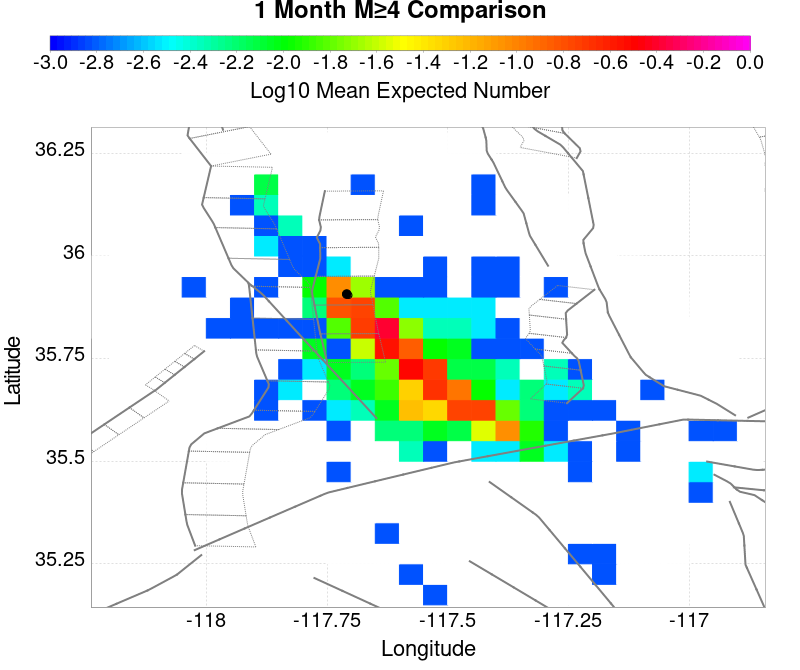 1 Month M≥4 Comparison
-3.0 -2.8 -2.6 -2.4 -2.2 -2.0 -1.8 -1.6 -1.4 -1.2 -1.0 -0.8 -0.6 -0.4 -0.2 0.0
Log10 Mean Expected Number
36.25
36
35.75
35.5
35.25
Latitude
-118 -117.75 -117.5 -117.25 -117
Longitude